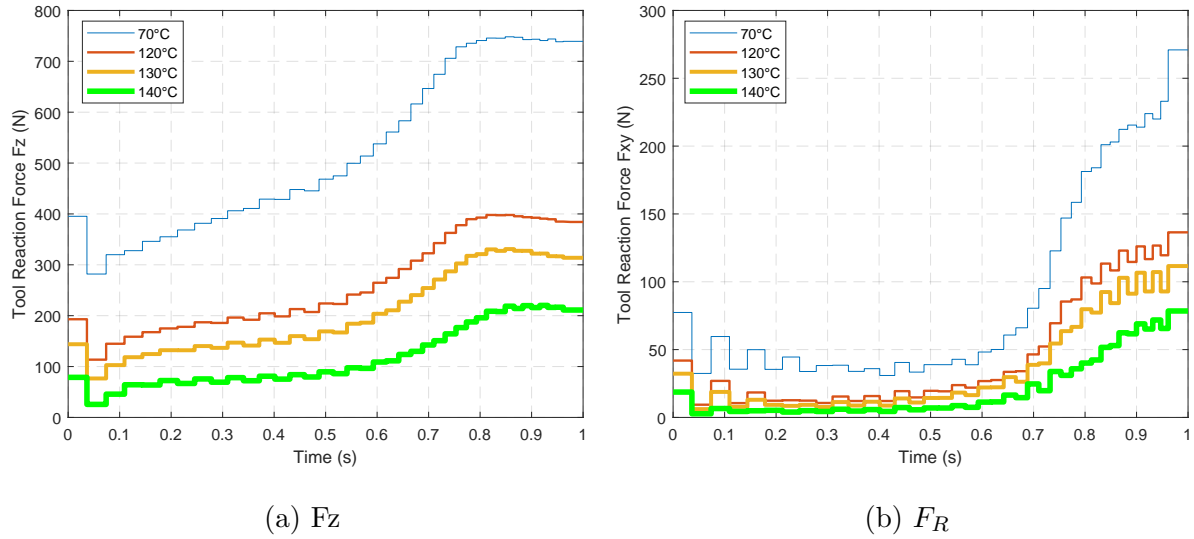 70°C
120°C
130°C
140°C
800
700
600
500
400
300
200
100
0
Tool Reaction Force Fz (N)
0 0.1 0.2 0.3 0.4 0.5 0.6 0.7 0.8 0.9 1
Time (s)
(a) Fz
70°C
120°C
130°C
140°C
300
250
200
150
100
50
0
Tool Reaction Force Fxy (N)
0 0.1 0.2 0.3 0.4 0.5 0.6 0.7 0.8 0.9 1
Time (s)
(b) F_R